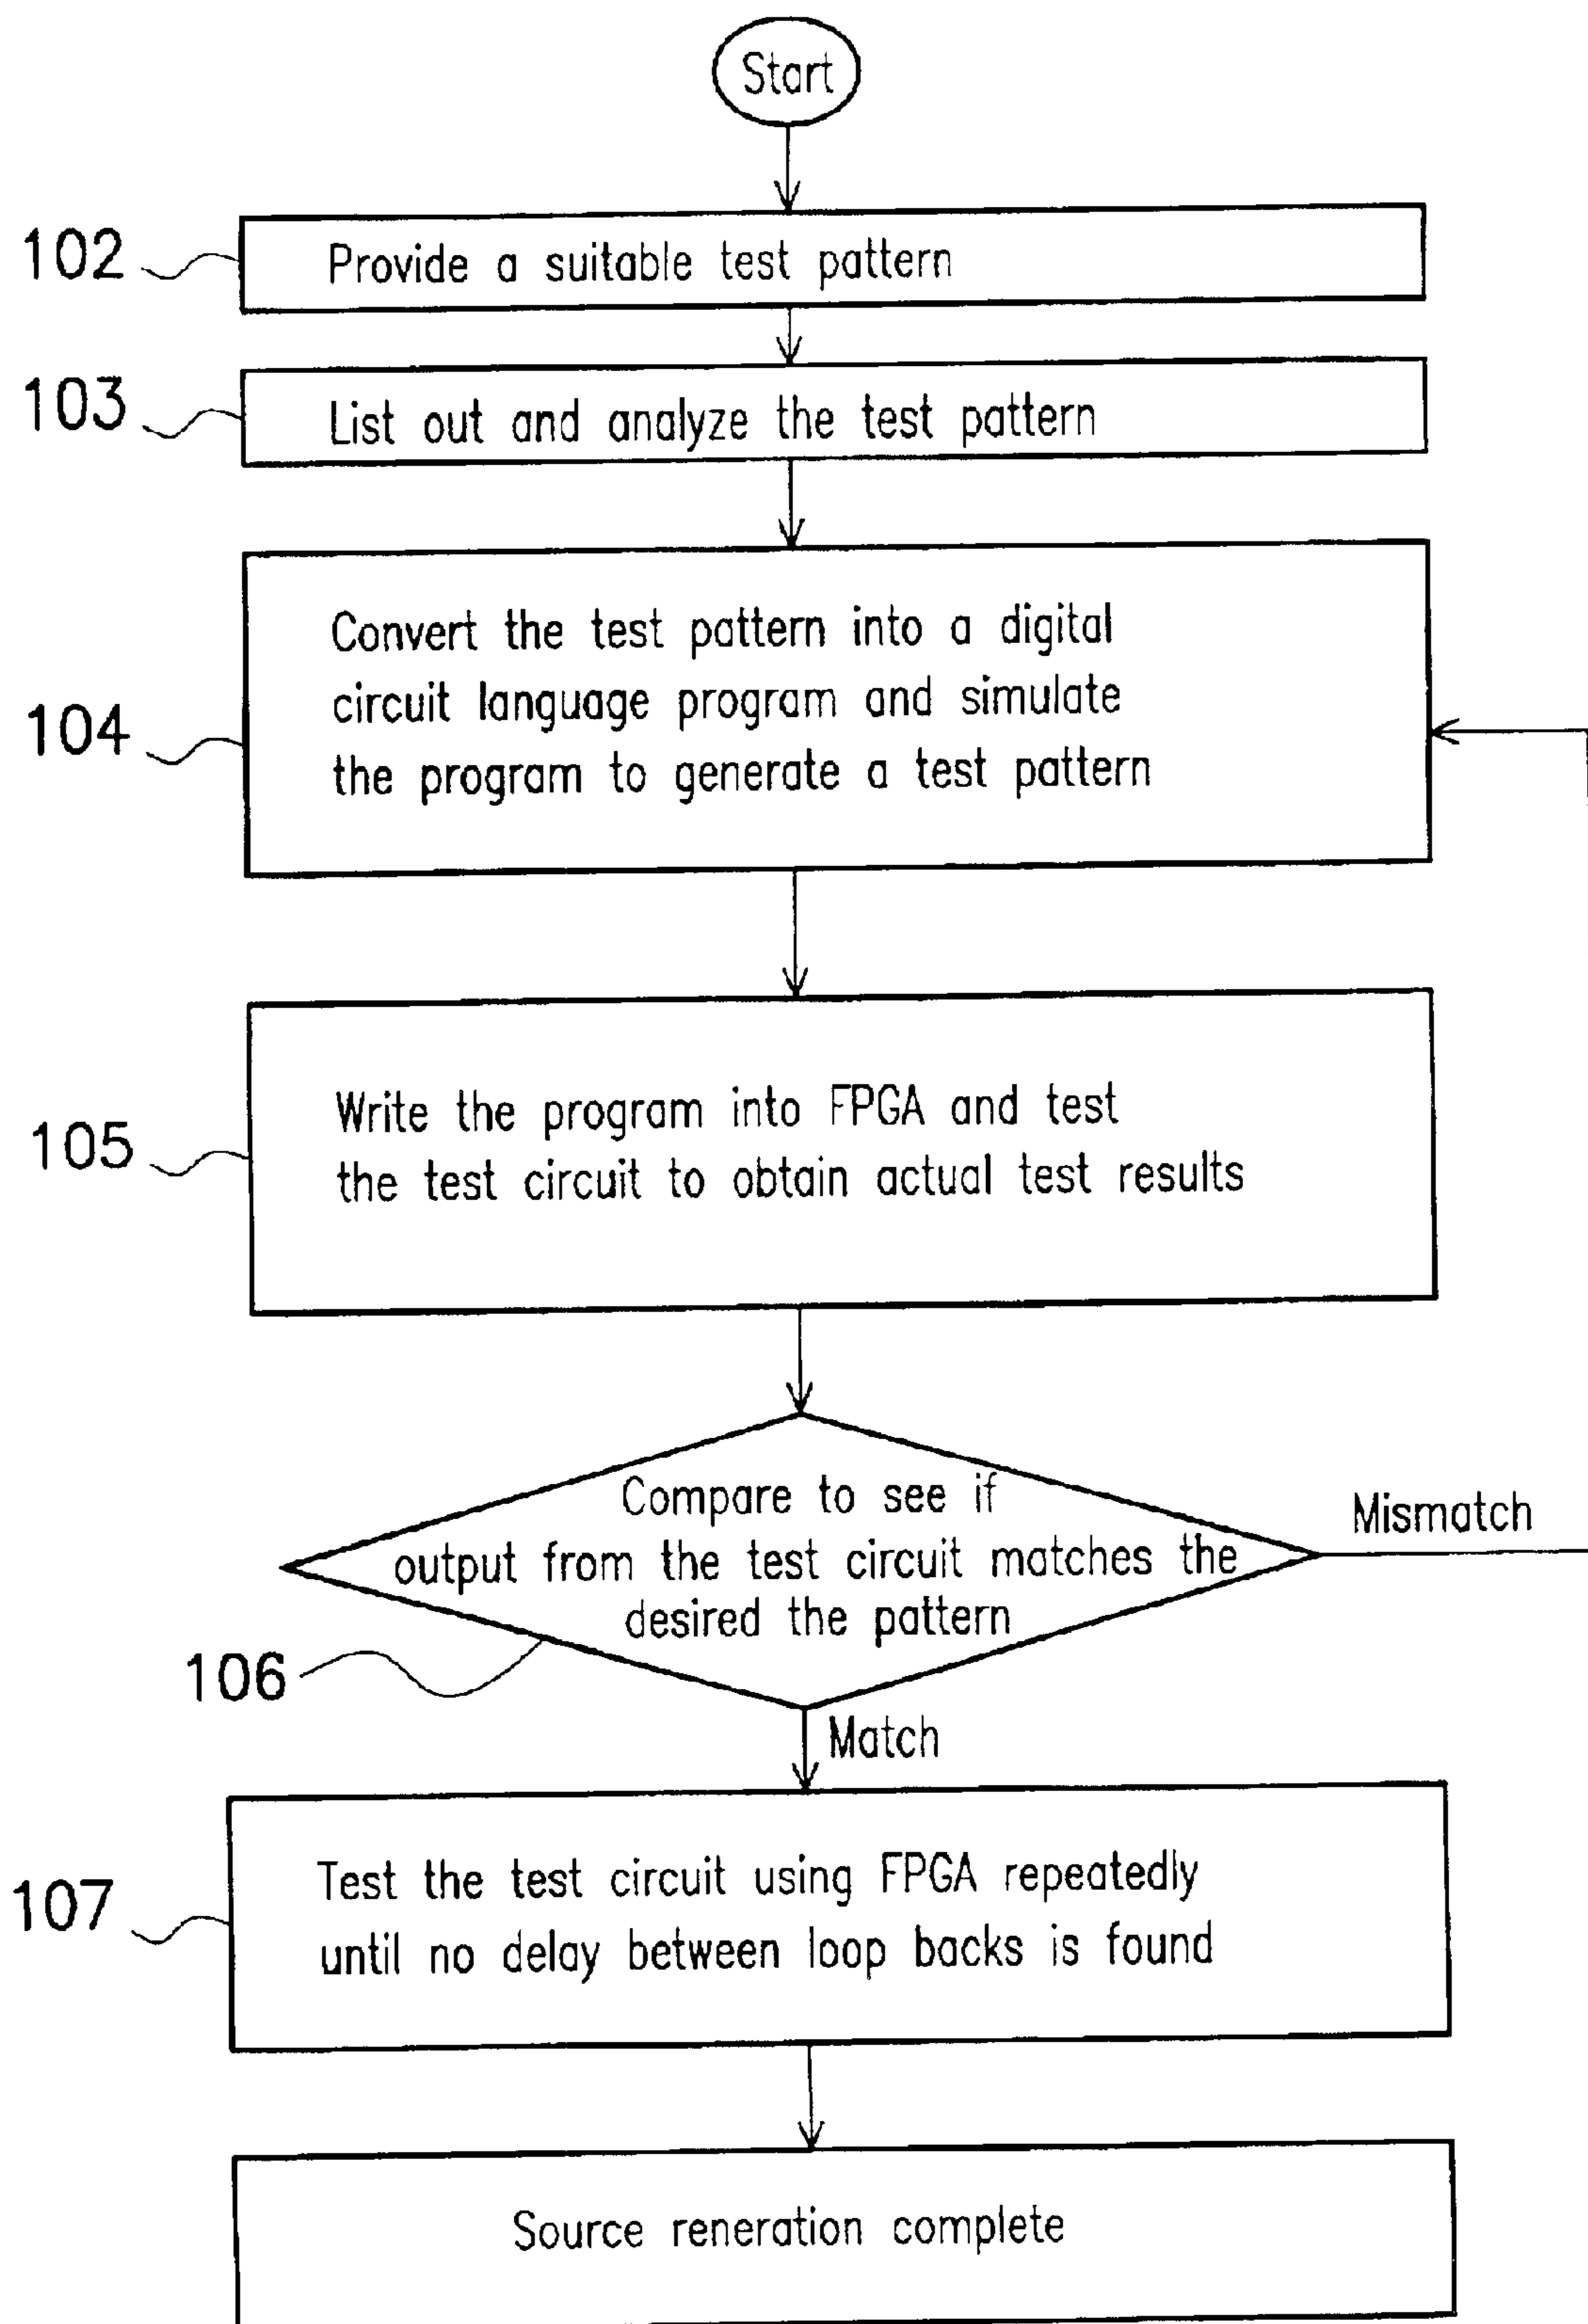 Start
102
Provide a suitable test pattern
103
List out and analyze the test pattern
104
Convert the test pattern into a digital
circuit language program and simulate
the program to generate a test pattern
105
Write the program into FPGA and test
the test circuit to obtain actual test results
106
Compare to see if
output from the test circuit matches the
desired the pattern
Mismatch
Match
107
Test the test circuit using FPGA repeatedly
until no delay between loop backs is found
Source reneration complete